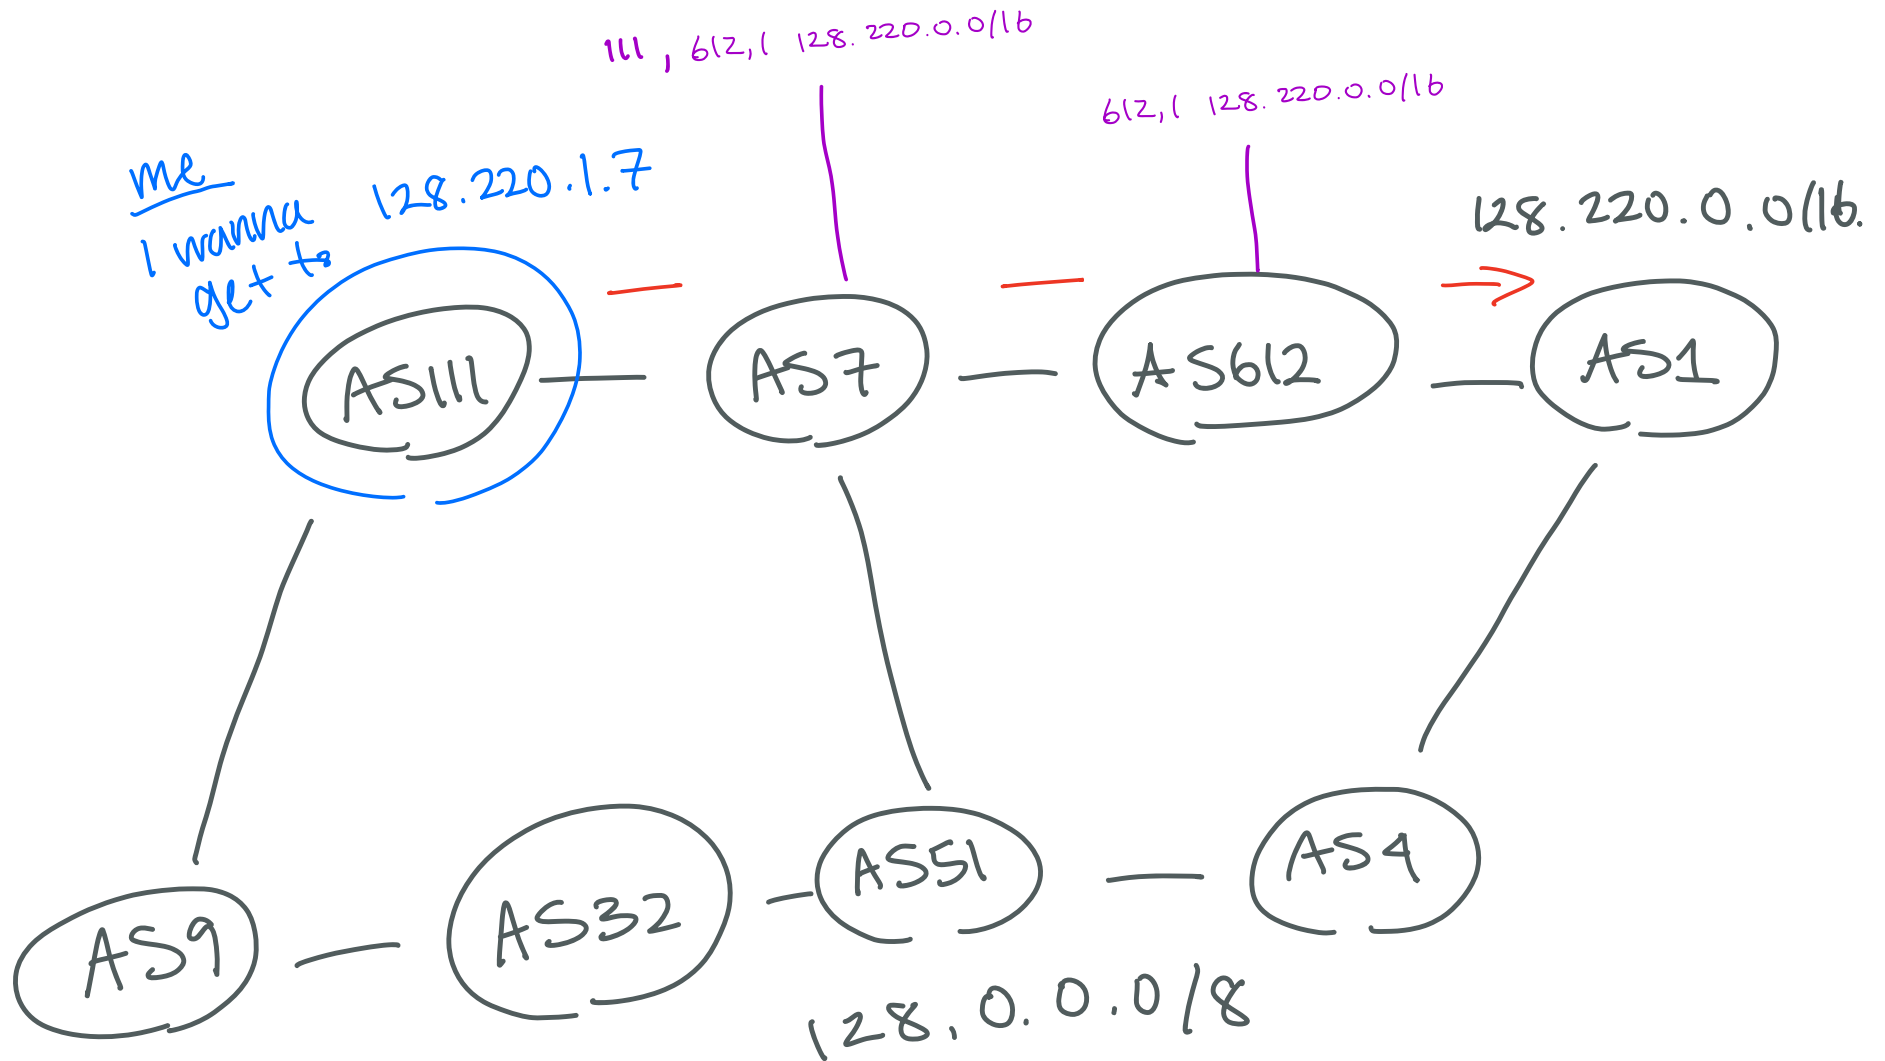 111, 612,1 128.220.0.0/16
612,1 128.220.0.0/16
me
I wanna
get to
128.220.1.7
128.220.0.0/16.
AS111
AS7
AS612
AS1
AS9
AS32
AS51
AS4
128.0.0.0/8